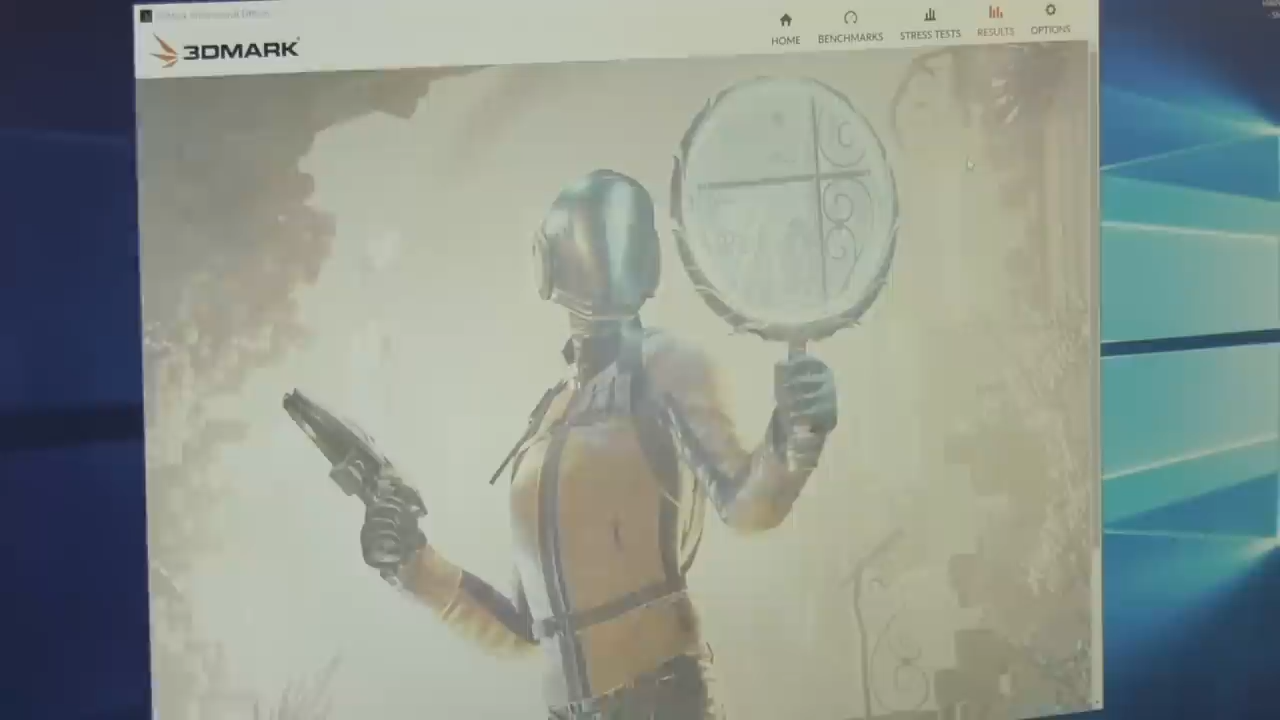 3DMARK
HOME
BENCHMARKS
STRESS TESTS
RESULTS
OPTIONS